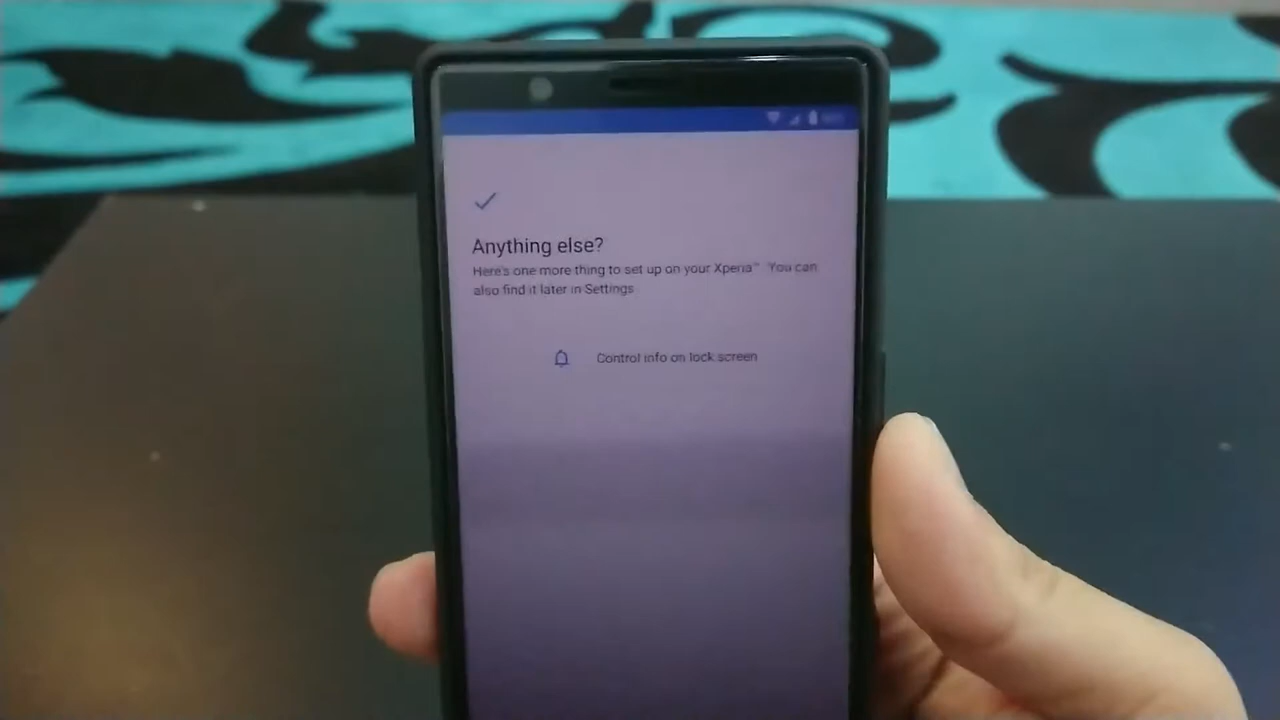 Anything else?
Here's one more thing to set up on your Xperia™ You can
also find it later in Settings
Control info on lock screen